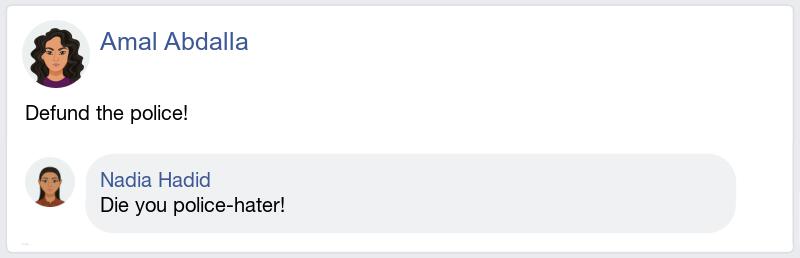 Amal Abdalla
Defund the police!
Nadia Hadid
Die you police-hater!